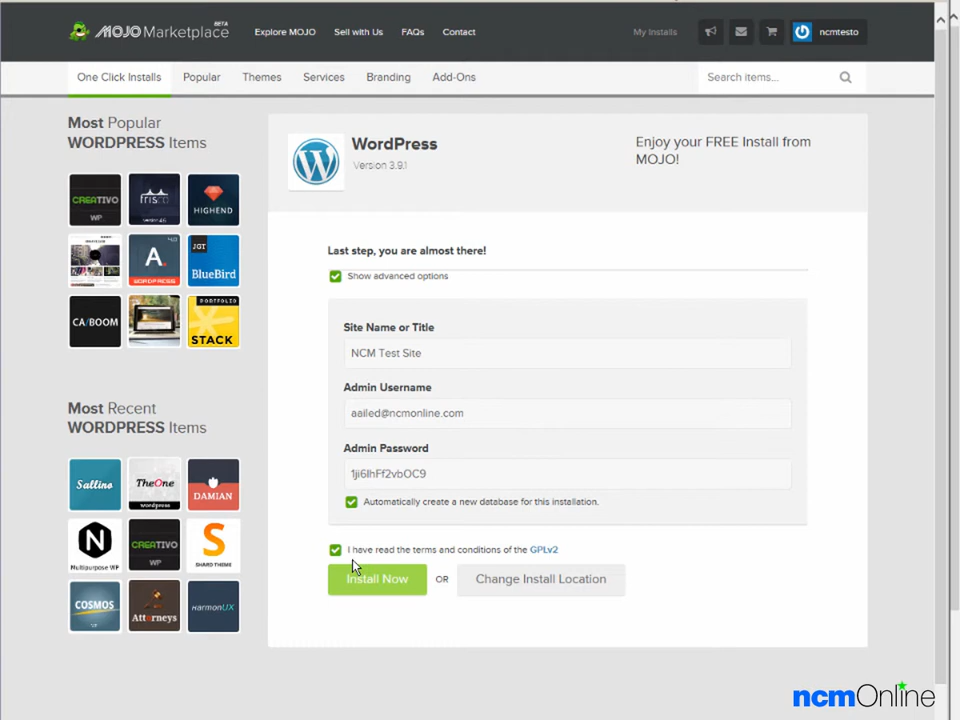 MOJO Marketplace BETA
Explore MOJO
Sell with Us
FAQs
Contact
My Installs
ncmtesto
One Click Installs
Popular
Themes
Services
Branding
Add-Ons
Search items...
Most Popular
WORDPRESS Items
CREATIVO
WP
frisco
HIGHEND
A.
WORDPRESS
JGT
BlueBird
CA/BOOM
PORTFOLIO
STACK
Most Recent
WORDPRESS Items
Sallino
TheOne
wordpress
DAMIAN
N
Multipurpose WP
CREATIVO
WP
S
SHARD THEME
COSMOS
Attorneys
HarmonUX
WordPress
Version 3.9.1
Enjoy your FREE Install from
MOJO!
Last step, you are almost there!
Show advanced options
Site Name or Title
NCM Test Site
Admin Username
aailed@ncmonline.com
Admin Password
1ji6lhFf2vbOC9
Automatically create a new database for this installation.
I have read the terms and conditions of the GPLv2
Install Now
OR
Change Install Location
ncmOnline